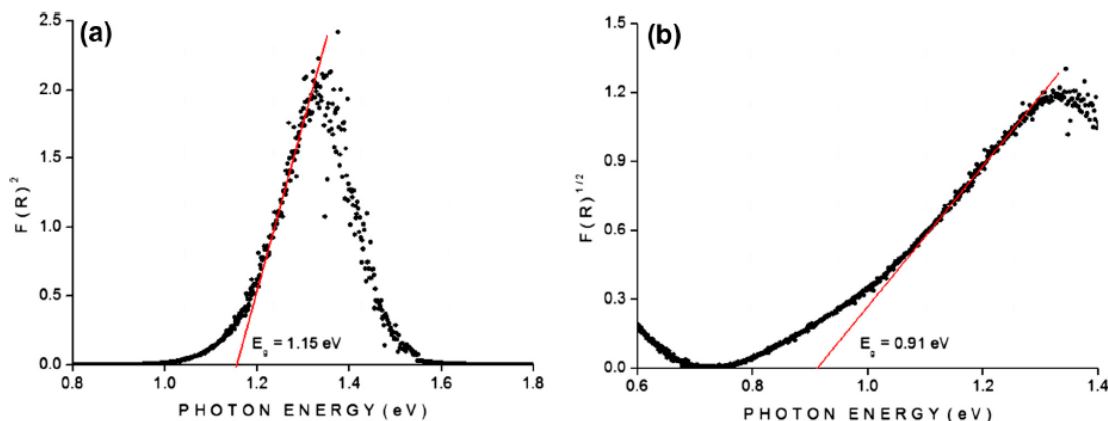 (a)
2.5
2.0
1.5
1.0
0.5
0.0
F(R)²
E_g = 1.15 eV
0.8 1.0 1.2 1.4 1.6 1.8
PHOTON ENERGY (eV)
(b)
1.5
1.2
0.9
0.6
0.3
0.0
F(R)^1/2
E_g = 0.91 eV
0.6 0.8 1.0 1.2 1.4
PHOTON ENERGY (eV)